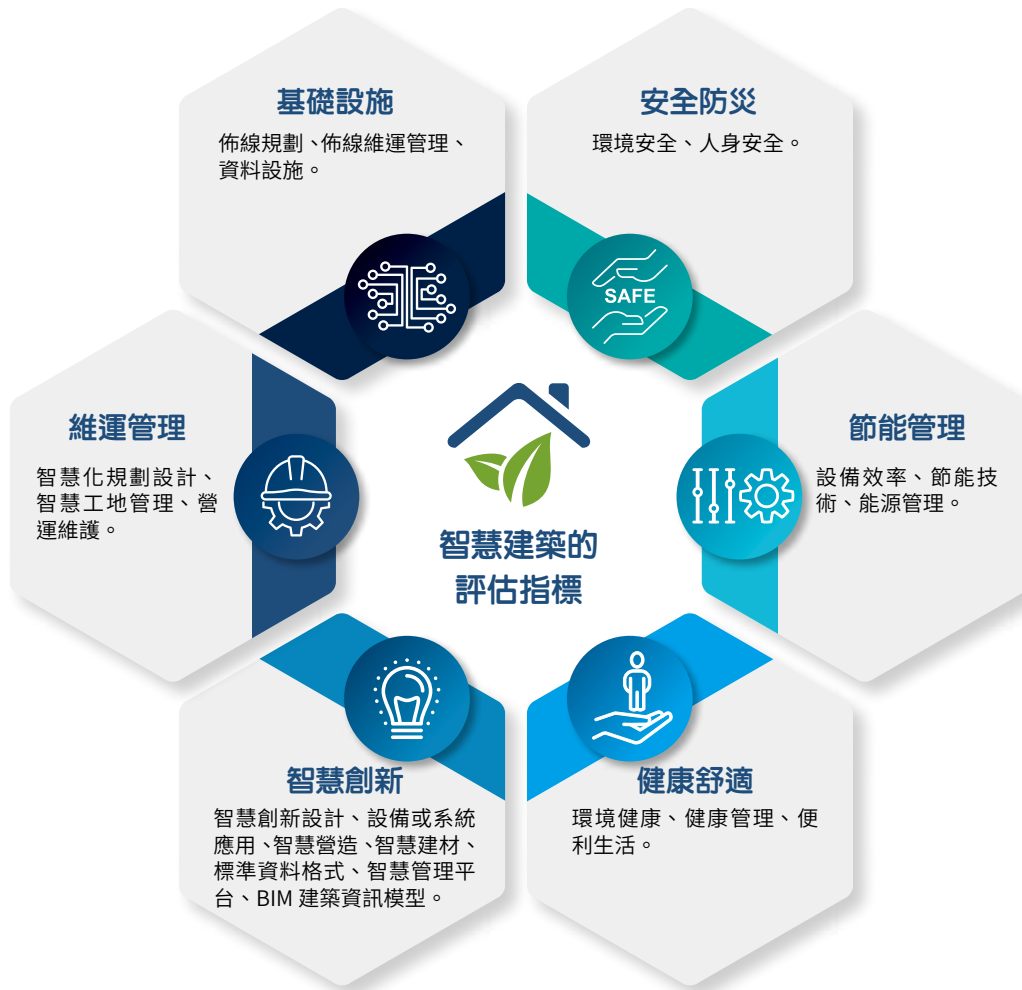 基礎設施
佈線規劃、佈線維運管理、
資料設施。
安全防災
環境安全、人身安全。
SAFE
維運管理
智慧化規劃設計、
智慧工地管理、營
運維護。
節能管理
設備效率、節能技
術、能源管理。
智慧建築的
評估指標
智慧創新
智慧創新設計、設備或系統
應用、智慧營造、智慧建材、
標準資料格式、智慧管理平
台、BIM 建築資訊模型。
健康舒適
環境健康、健康管理、便
利生活。